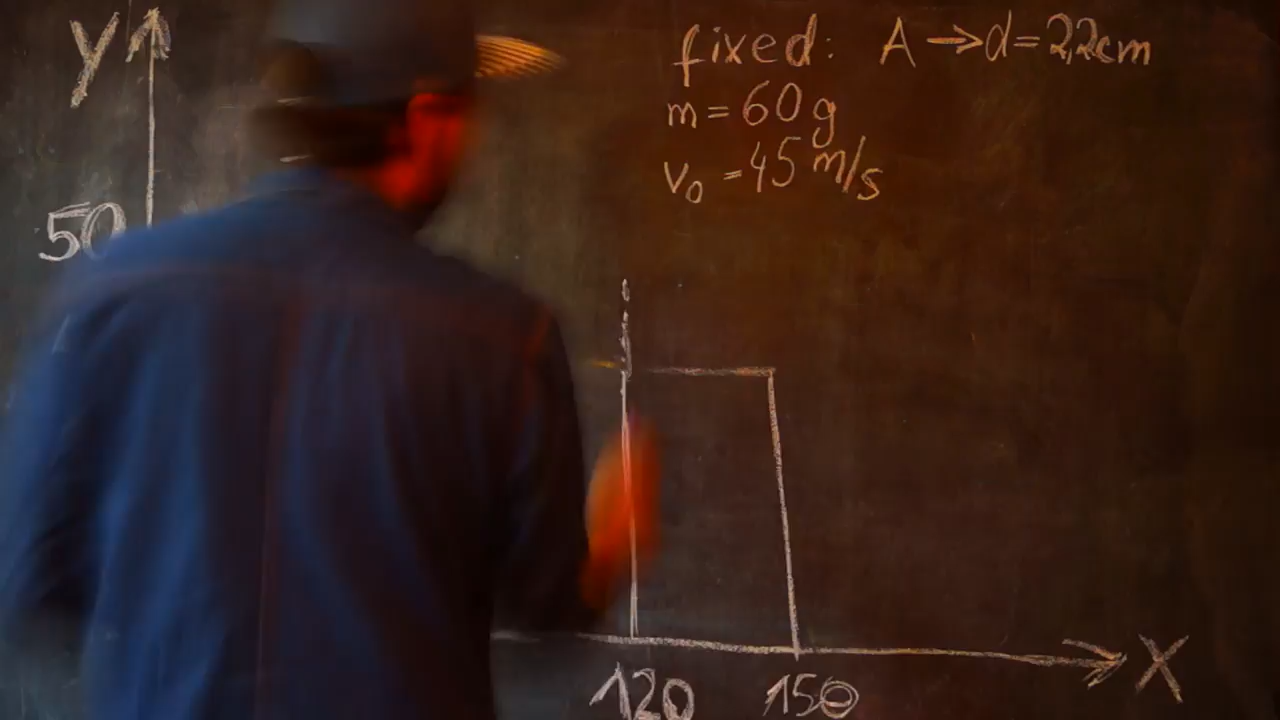 y
fixed: A → d = 2,2cm
m = 60 g
v₀ = 45 m/s
50
120 150
x